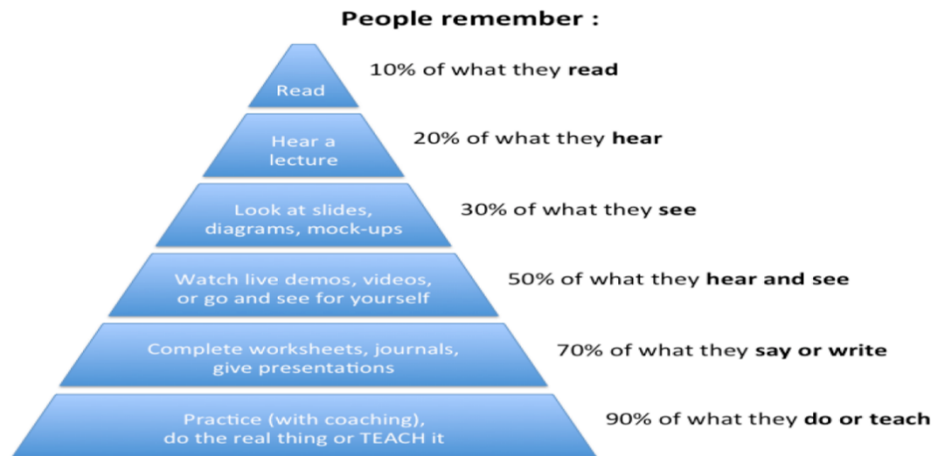 People remember :
Read
10% of what they read
Hear a
lecture
20% of what they hear
Look at slides,
diagrams, mock-ups
30% of what they see
Watch live demos, videos,
or go and see for yourself
50% of what they hear and see
Complete worksheets, journals,
give presentations
70% of what they say or write
Practice (with coaching),
do the real thing or TEACH it
90% of what they do or teach